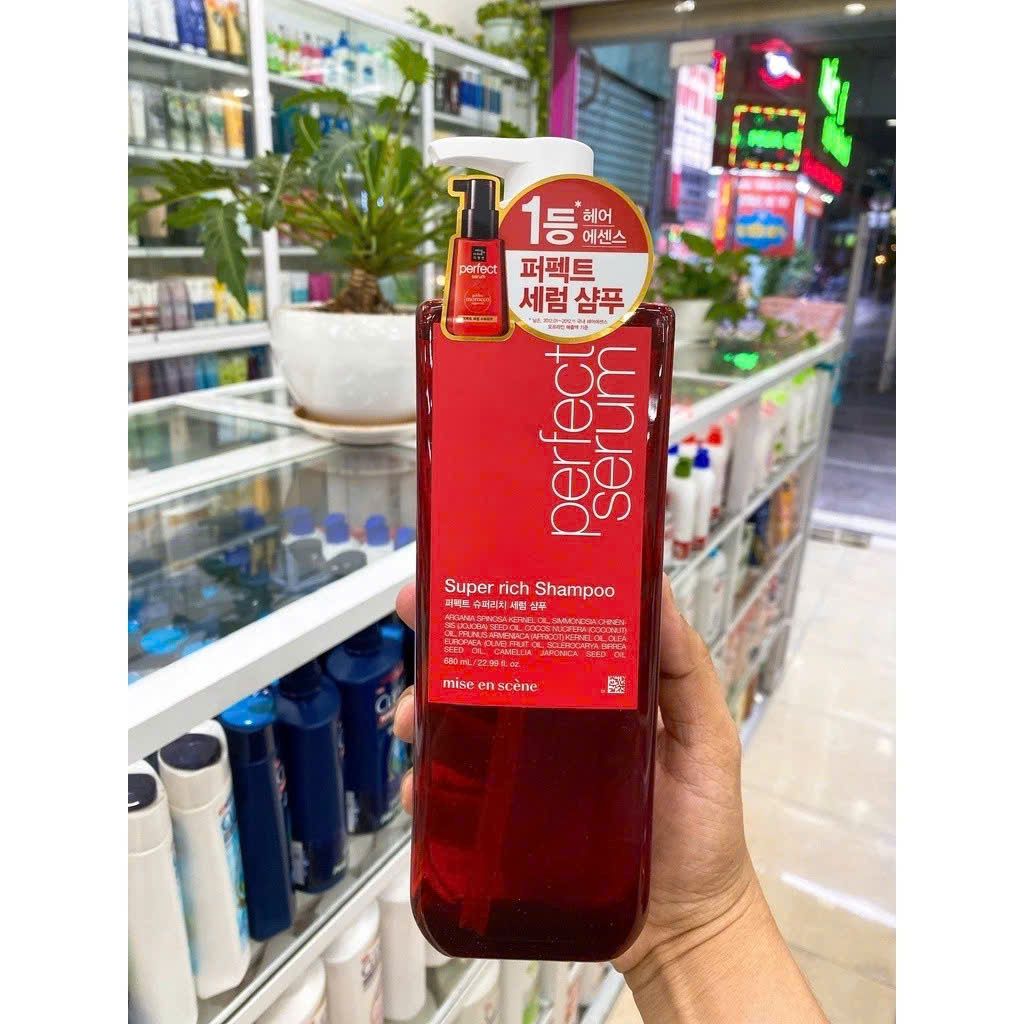 1등*
헤어
에센스
퍼펙트
세럼 샴푸
perfect
serum
morocco
perfect
serum
Super rich Shampoo
퍼펙트 슈퍼리치 세럼 샴푸
ARGANIA SPINOSA KERNEL OIL, SIMMONDSIA CHINEN-
SIS (JOJOBA) SEED OIL, COCOS NUCIFERA (COCONUT)
OIL, PRUNUS ARMENIACA (APRICOT) KERNEL OIL, OLEA
EUROPAEA (OLIVE) FRUIT OIL, SCLEROCARYA BIRREA
SEED OIL, CAMELLIA JAPONICA SEED OIL
680 mL / 22.99 fl. oz.
mise en scène